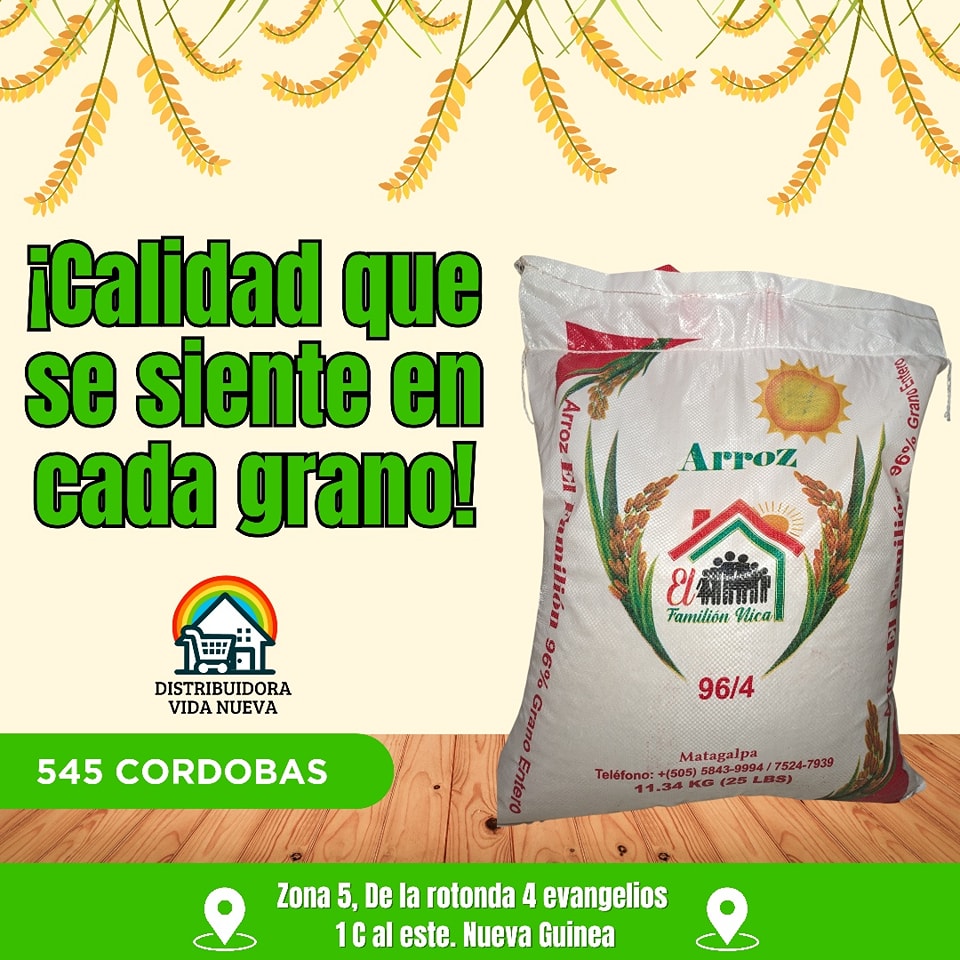 ¡Calidad que
se siente en
cada grano!
DISTRIBUIDORA
VIDA NUEVA
545 CORDOBAS
Arroz El Familión 96% Grano Entero
Arroz
El
Familión Nica
96/4
Matagalpa
Teléfono: +(505) 5843-9994 / 7524-7939
11.34 KG (25 LBS)
Arroz El Familión 96% Grano Entero
Zona 5, De la rotonda 4 evangelios
1 C al este. Nueva Guinea